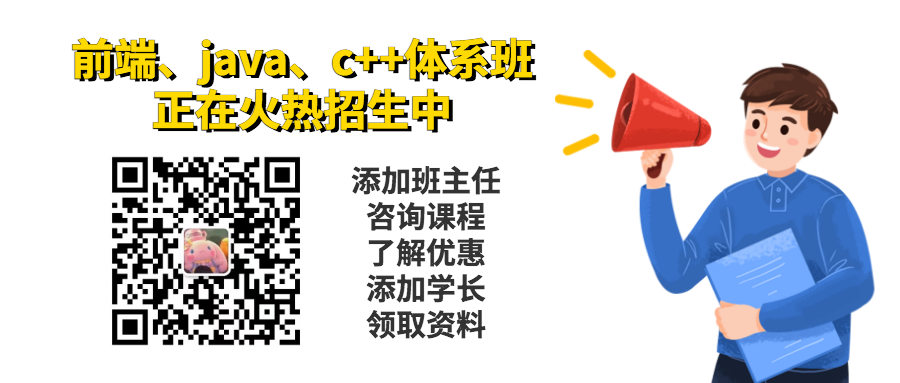 前端、java、c++体系班
正在火热招生中
添加班主任
咨询课程
了解优惠
添加学长
领取资料